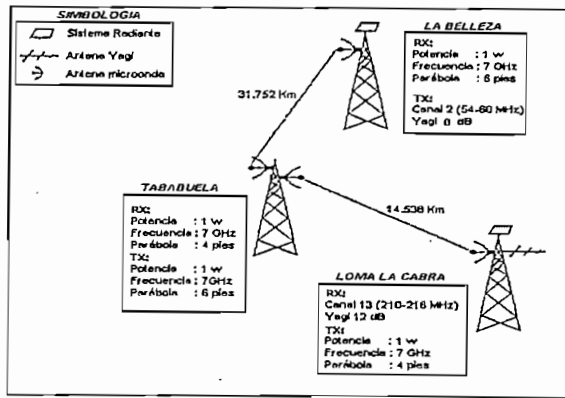 SIMBOLOGIA
Sistema Radiante
Antena Yagi
Antena microonda
LA BELLEZA
RX:
Potencia : 1 w
Frecuencia : 7 GHz
Parábola : 6 pies
TX:
Canal 2 (54-60 MHz)
Yagi 8 dB
31.752 Km
TABABUELA
RX:
Potencia : 1 w
Frecuencia : 7 GHz
Parábola : 4 pies
TX:
Potencia : 1 w
Frecuencia : 7GHz
Parábola : 6 pies
14.538 Km
LOMA LA CABRA
RX:
Canal 13 (210-216 MHz)
Yagi 12 dB
TX:
Potencia : 1 w
Frecuencia : 7 GHz
Parábola : 4 pies